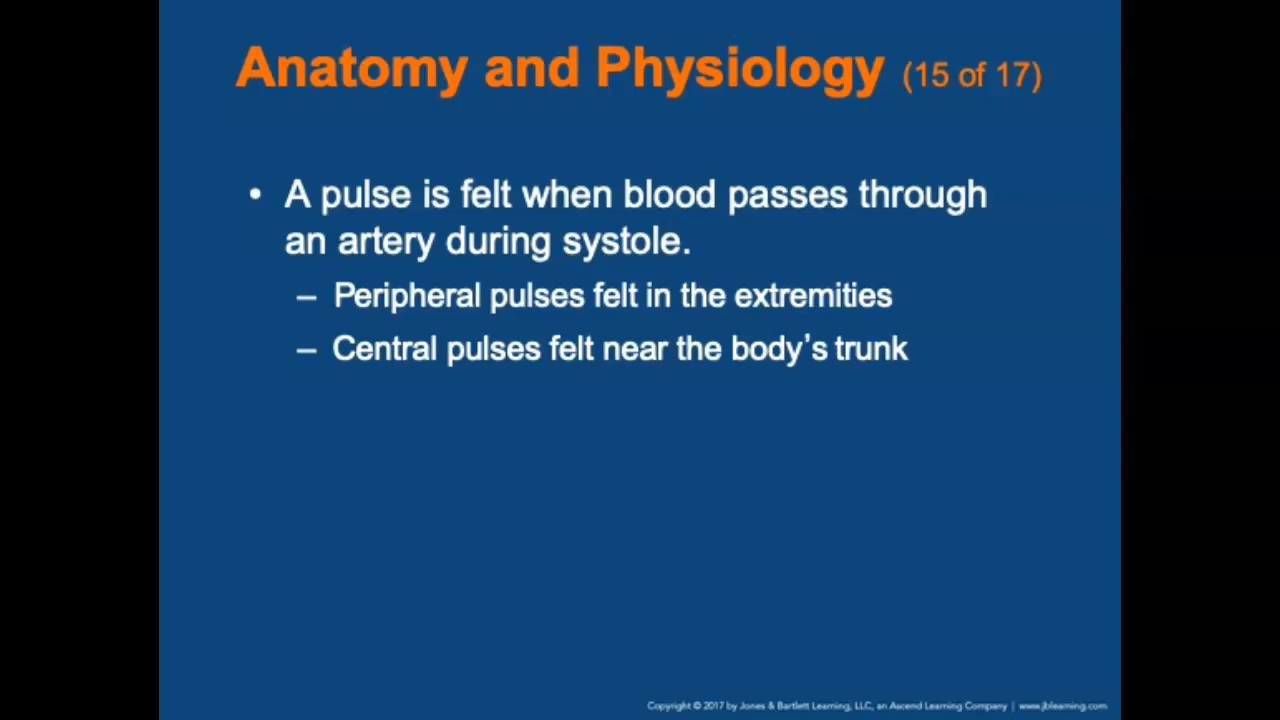 Anatomy and Physiology (15 of 17)
• A pulse is felt when blood passes through
an artery during systole.
– Peripheral pulses felt in the extremities
– Central pulses felt near the body’s trunk
Copyright © 2017 by Jones & Bartlett Learning, LLC, an Ascend Learning Company | www.jblearning.com